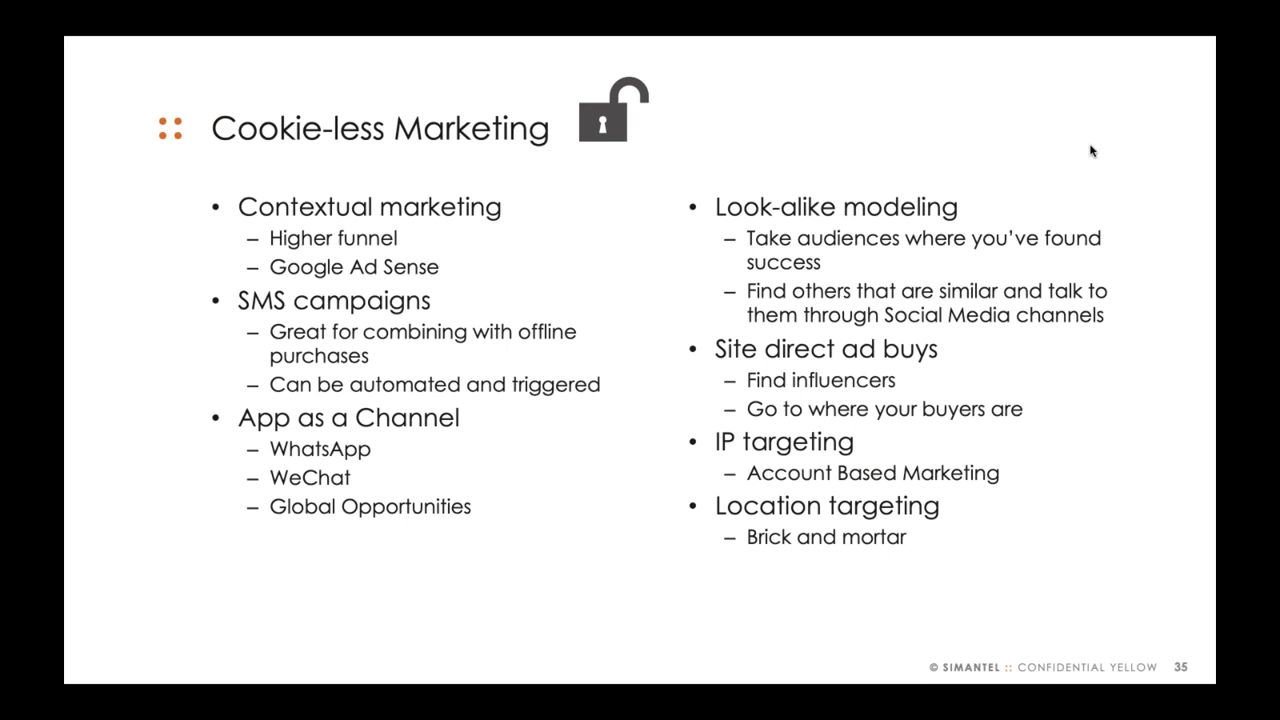 Cookie-less Marketing
• Contextual marketing
– Higher funnel
– Google Ad Sense
• SMS campaigns
– Great for combining with offline
purchases
– Can be automated and triggered
• App as a Channel
– WhatsApp
– WeChat
– Global Opportunities
• Look-alike modeling
– Take audiences where you’ve found
success
– Find others that are similar and talk to
them through Social Media channels
• Site direct ad buys
– Find influencers
– Go to where your buyers are
• IP targeting
– Account Based Marketing
• Location targeting
– Brick and mortar
© SIMANTEL :: CONFIDENTIAL YELLOW 35